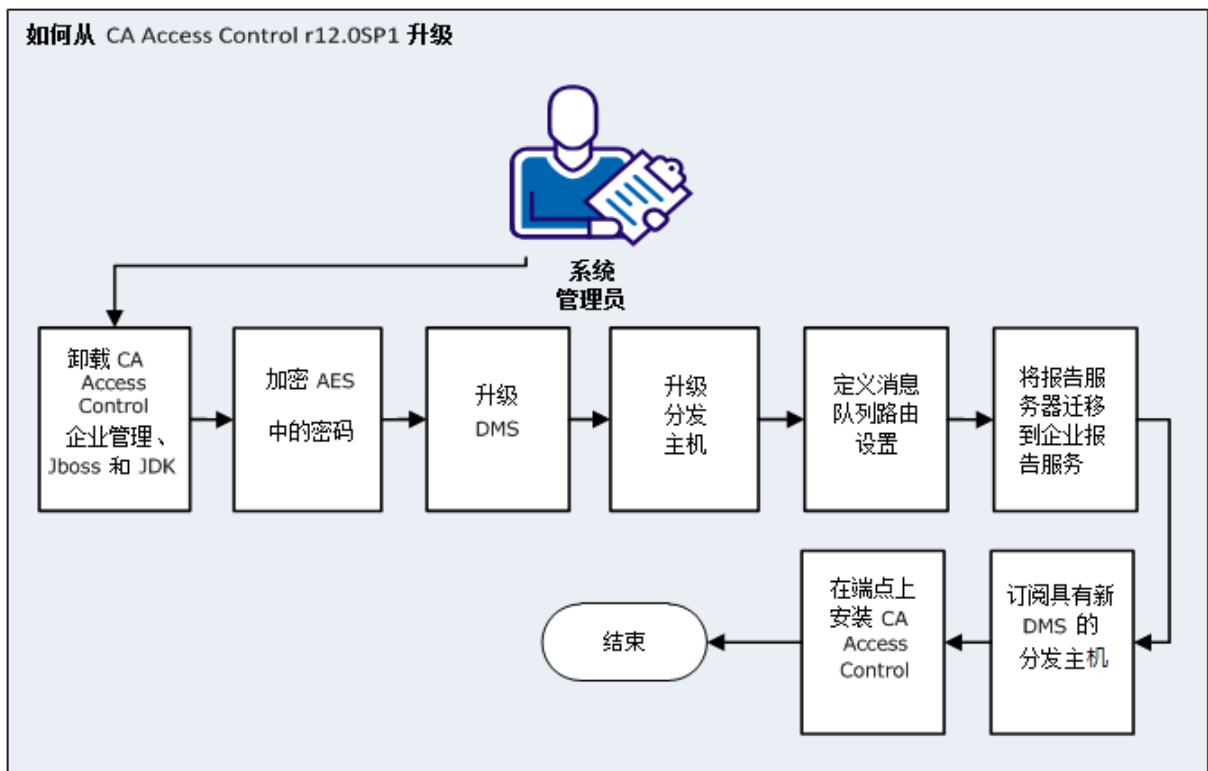 如何从 CA Access Control r12.0SP1 升级
系统
管理员
卸载 CA
Access
Control
企业管理、
Jboss 和 JDK
加密 AES
中的密码
升级
DMS
升级
分发
主机
定义消息
队列路由
设置
将报告服
务器迁移
到企业报
告服务
订阅具有新
DMS 的
分发主机
在端点上
安装 CA
Access
Control
结束